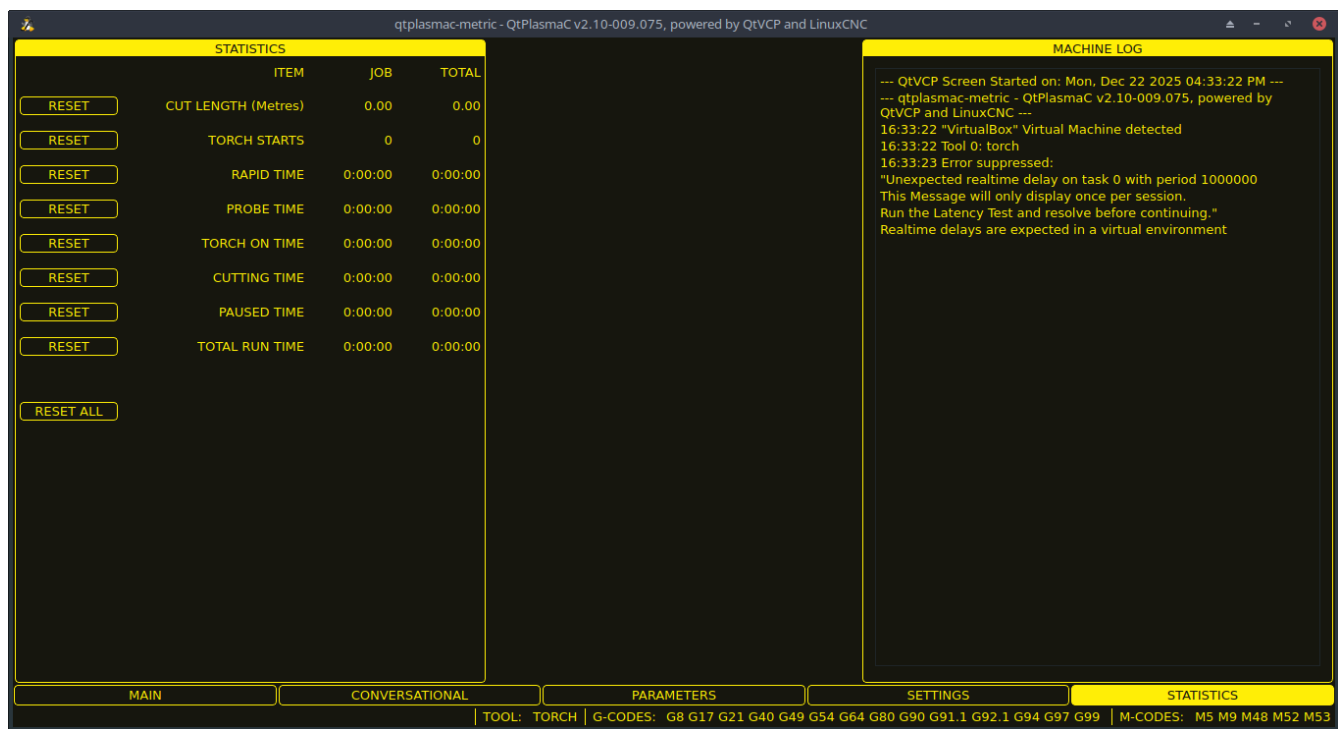 qtplasmac-metric - QtPlasmaC v2.10-009.075, powered by QtVCP and LinuxCNC
STATISTICS
ITEM JOB TOTAL
RESET CUT LENGTH (Metres) 0.00 0.00
RESET TORCH STARTS 0 0
RESET RAPID TIME 0:00:00 0:00:00
RESET PROBE TIME 0:00:00 0:00:00
RESET TORCH ON TIME 0:00:00 0:00:00
RESET CUTTING TIME 0:00:00 0:00:00
RESET PAUSED TIME 0:00:00 0:00:00
RESET TOTAL RUN TIME 0:00:00 0:00:00
RESET ALL
MACHINE LOG
--- QtVCP Screen Started on: Mon, Dec 22 2025 04:33:22 PM ---
--- qtplasmac-metric - QtPlasmaC v2.10-009.075, powered by
QtVCP and LinuxCNC ---
16:33:22 "VirtualBox" Virtual Machine detected
16:33:22 Tool 0: torch
16:33:23 Error suppressed:
"Unexpected realtime delay on task 0 with period 1000000
This Message will only display once per session.
Run the Latency Test and resolve before continuing."
Realtime delays are expected in a virtual environment
MAIN CONVERSATIONAL PARAMETERS SETTINGS STATISTICS
TOOL: TORCH G-CODES: G8 G17 G21 G40 G49 G54 G64 G80 G90 G91.1 G92.1 G94 G97 G99 M-CODES: M5 M9 M48 M52 M53